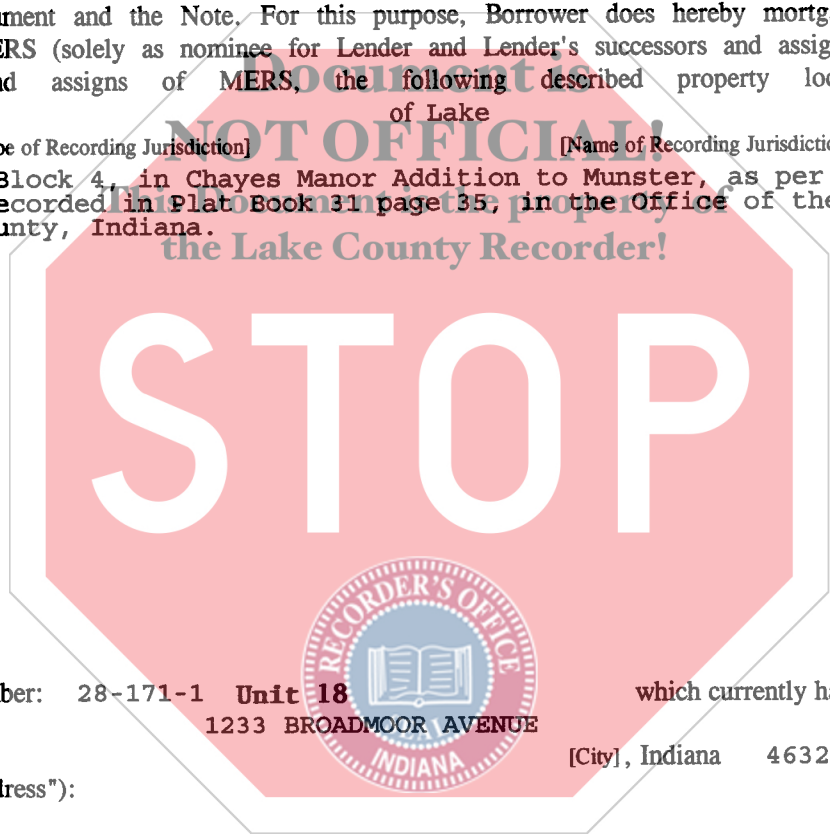 ument and the Note. For this purpose, Borrower does hereby mortg
ERS (solely as nominee for Lender and Lender's successors and assig
nd assigns of MERS, the following described property loc
Document is
of Lake
NOT OFFICIAL!
pe of Recording Jurisdiction] [Name of Recording Jurisdictio
Block 4, in Chayes Manor Addition to Munster, as per
ecorded in Plat Book 31 page 35, in the Office of the
This Document is the property of
unty, Indiana.
the Lake County Recorder!
STOP
RECORDER'S OFFICE
ber: 28-171-1 Unit 18 which currently ha
1233 BROADMOOR AVENUE
[City], Indiana 4632
INDIANA
dress"):